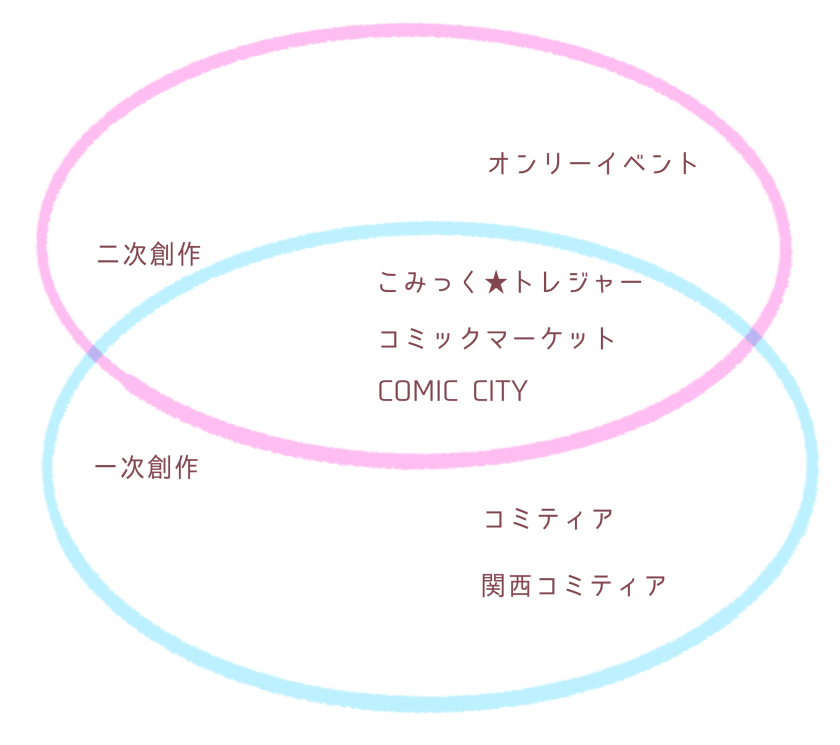 オンリーイベント
二次創作
こみっく★トレジャー
コミックマーケット
COMIC CITY
一次創作
コミティア
関西コミティア